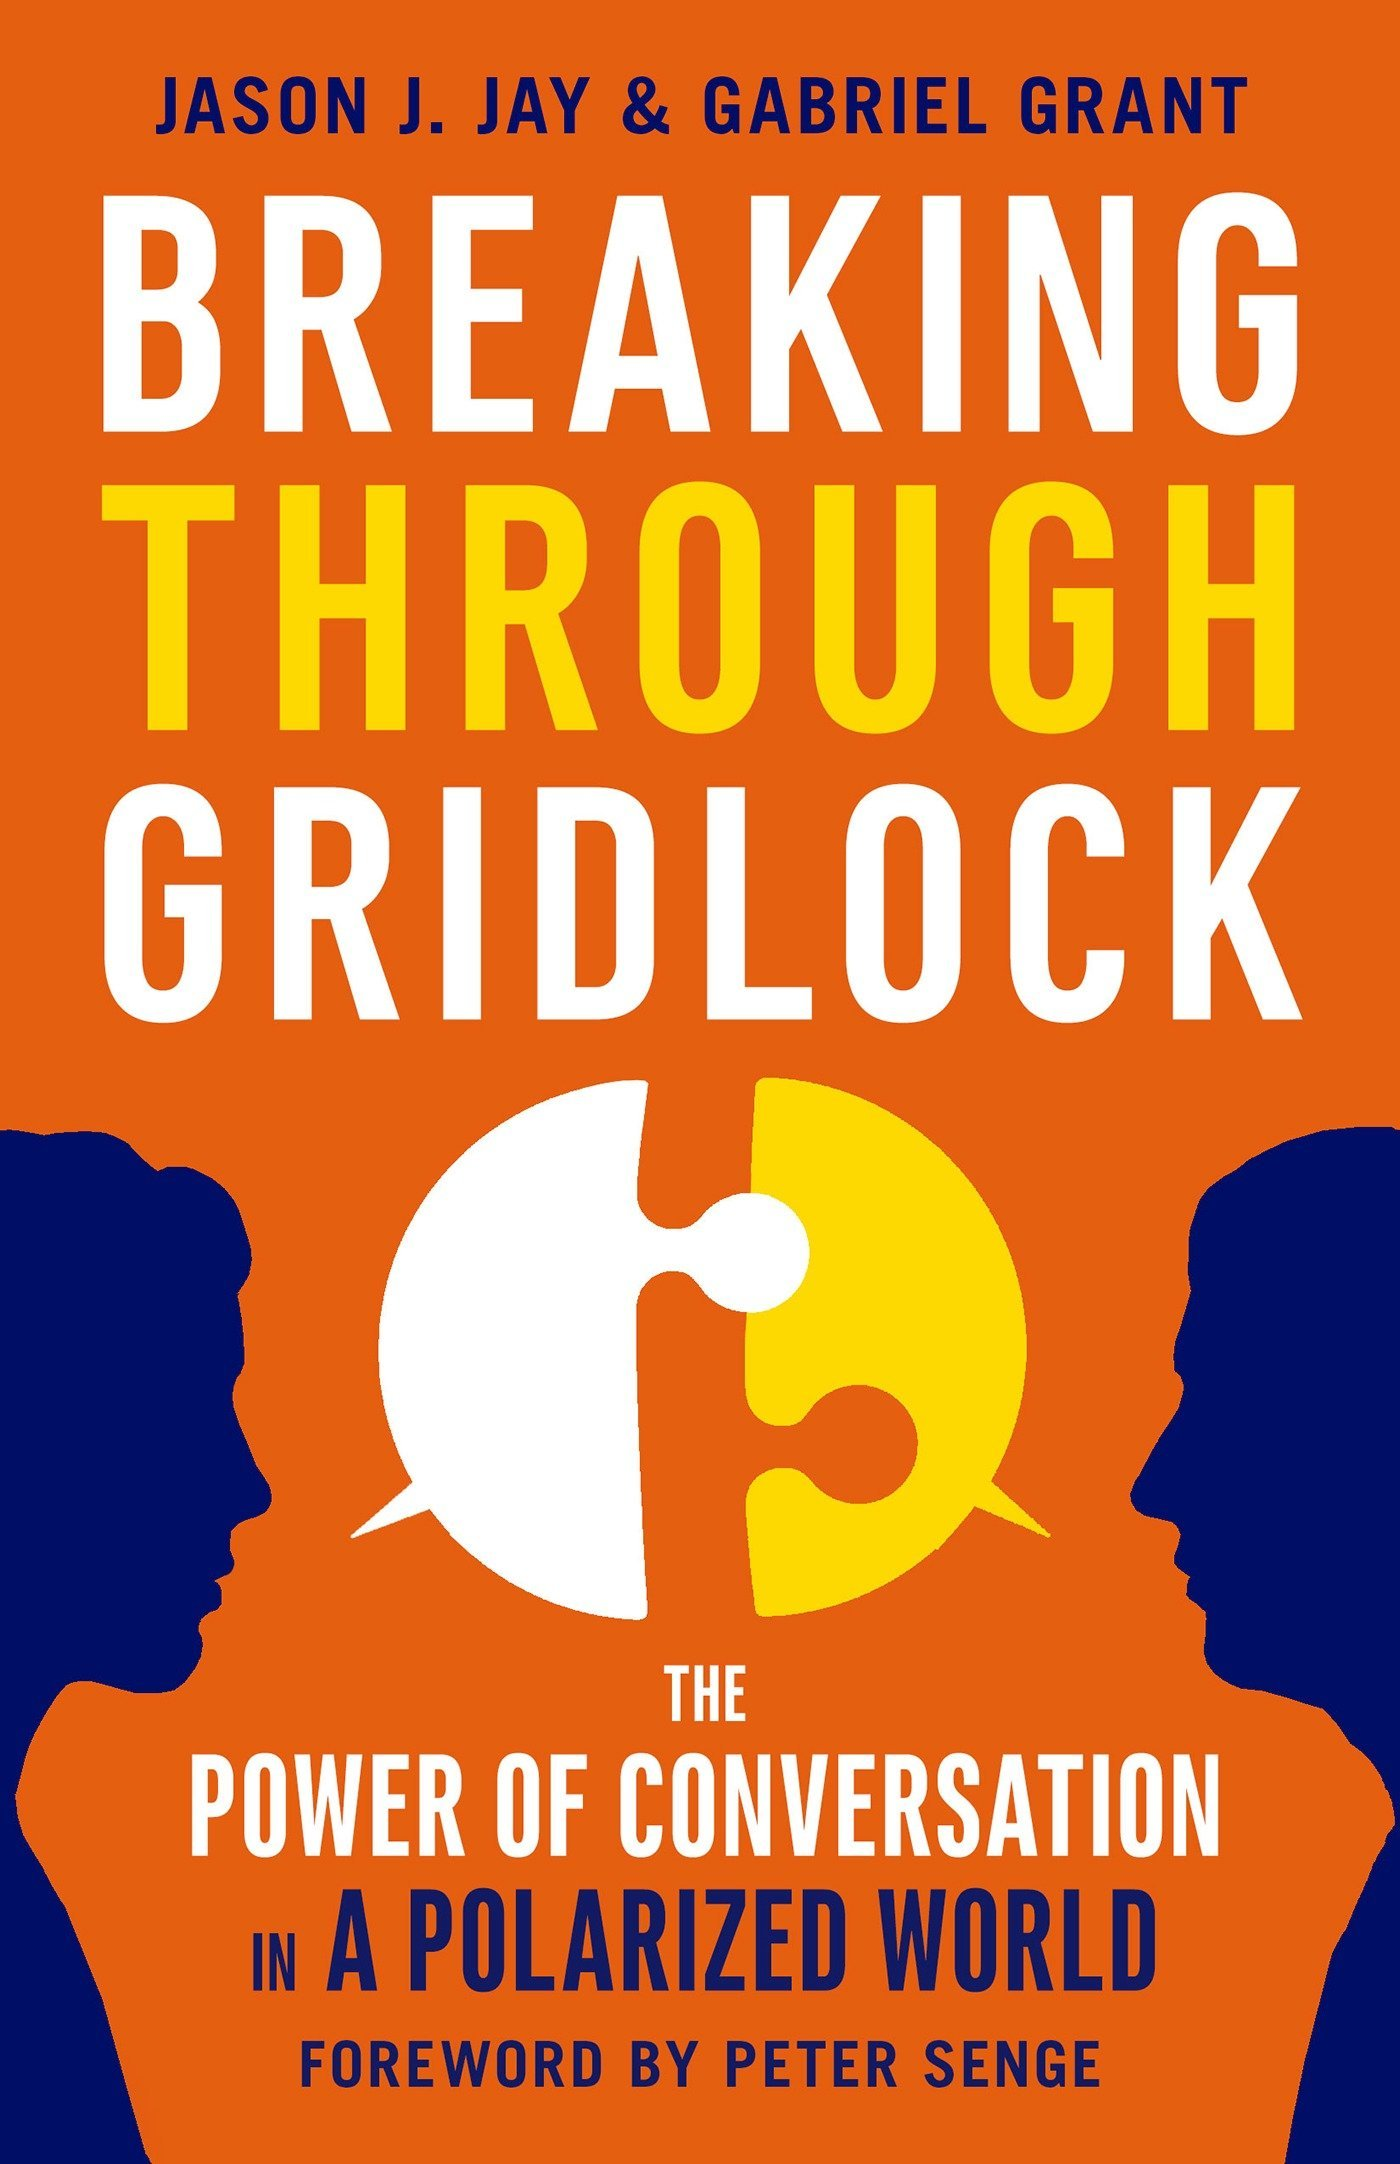 JASON J. JAY & GABRIEL GRANT
BREAKING
THROUGH
GRIDLOCK
THE
POWER OF CONVERSATION
IN A POLARIZED WORLD
FOREWORD BY PETER SENGE